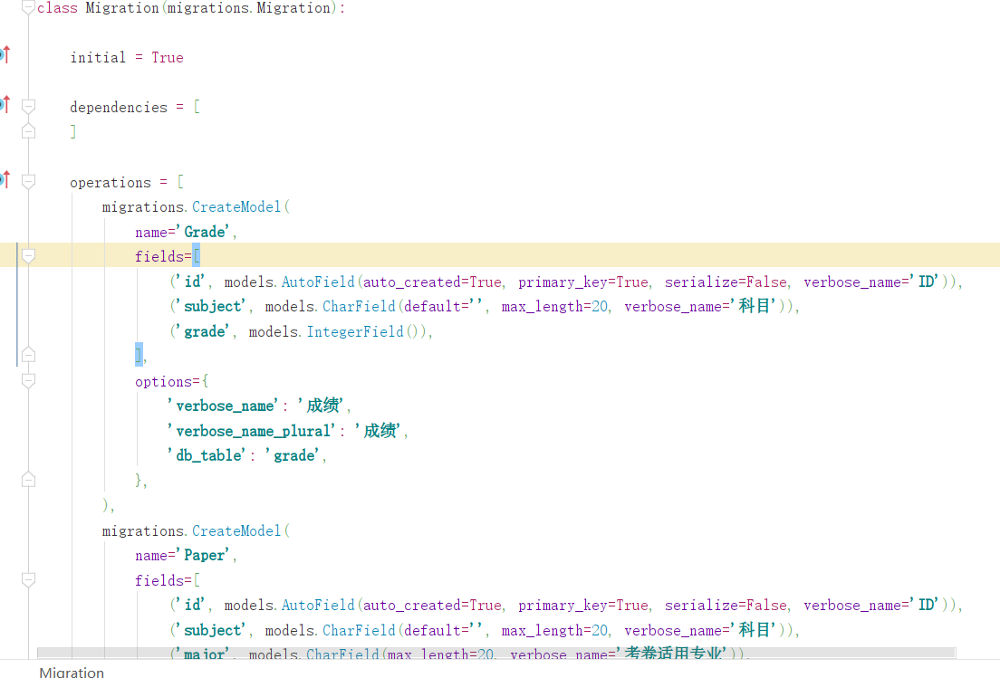 class Migration(migrations.Migration):
initial = True
dependencies = [
]
operations = [
migrations.CreateModel(
name='Grade',
fields=[
('id', models.AutoField(auto_created=True, primary_key=True, serialize=False, verbose_name='ID')),
('subject', models.CharField(default='', max_length=20, verbose_name='科目')),
('grade', models.IntegerField()),
],
options={
'verbose_name': '成绩',
'verbose_name_plural': '成绩',
'db_table': 'grade',
},
),
migrations.CreateModel(
name='Paper',
fields=[
('id', models.AutoField(auto_created=True, primary_key=True, serialize=False, verbose_name='ID')),
('subject', models.CharField(default='', max_length=20, verbose_name='科目')),
('major', models.CharField(max_length=20, verbose_name='考卷适用专业')),
Migration